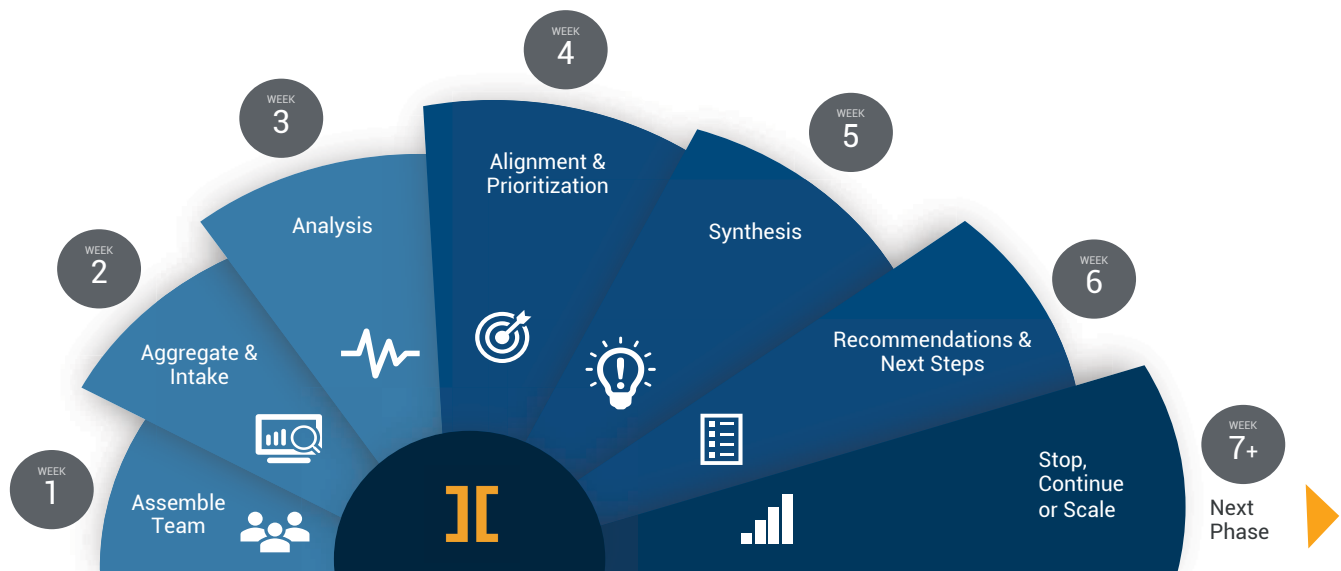 WEEK
1
Assemble
Team
WEEK
2
Aggregate &
Intake
WEEK
3
Analysis
WEEK
4
Alignment &
Prioritization
WEEK
5
Synthesis
WEEK
6
Recommendations &
Next Steps
WEEK
7+
Stop,
Continue
or Scale
Next
Phase